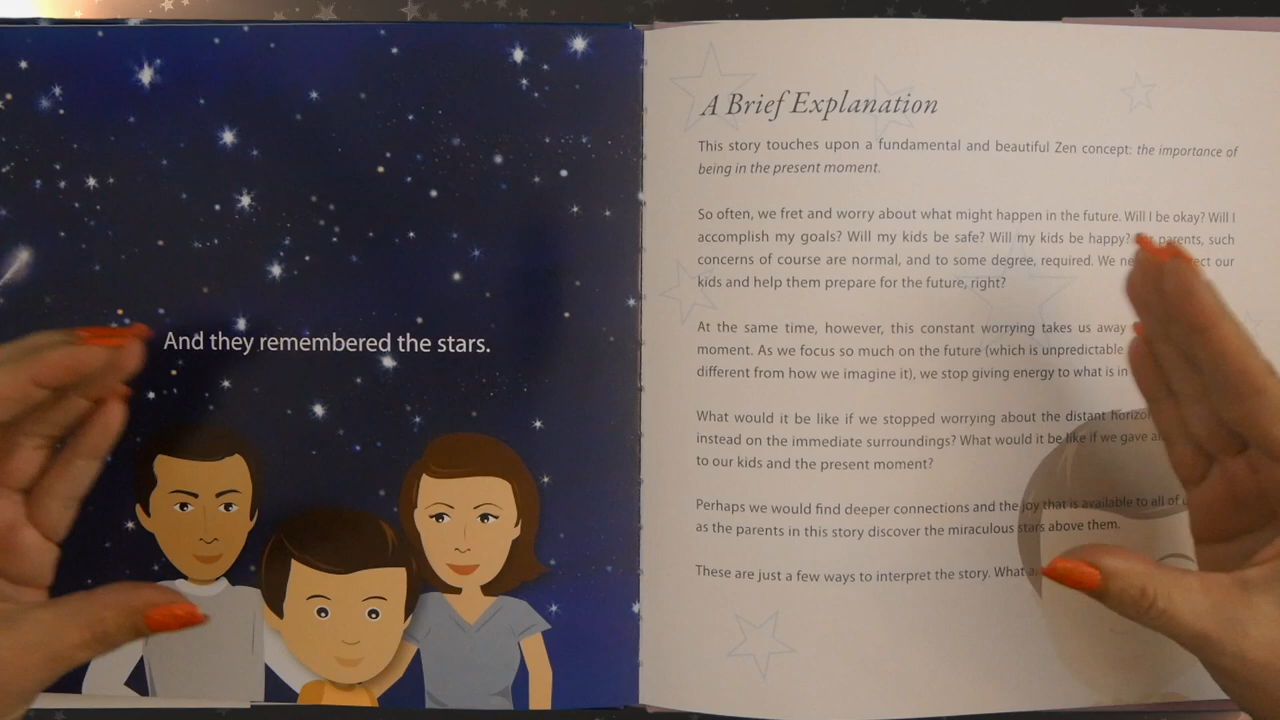 And they remembered the stars.
A Brief Explanation
This story touches upon a fundamental and beautiful Zen concept: the importance of
being in the present moment.
So often, we fret and worry about what might happen in the future. Will I be okay? Will I
accomplish my goals? Will my kids be safe? Will my kids be happy? parents, such
concerns of course are normal, and to some degree, required. We our
kids and help them prepare for the future, right?
At the same time, however, this constant worrying takes us away
moment. As we focus so much on the future (which is unpredictable
different from how we imagine it), we stop giving energy to what is in
What would it be like if we stopped worrying about the distant
instead on the immediate surroundings? What would it be like if we gave
to our kids and the present moment?
Perhaps we would find deeper connections and the joy that is available to all of
as the parents in this story discover the miraculous stars above them.
These are just a few ways to interpret the story. What